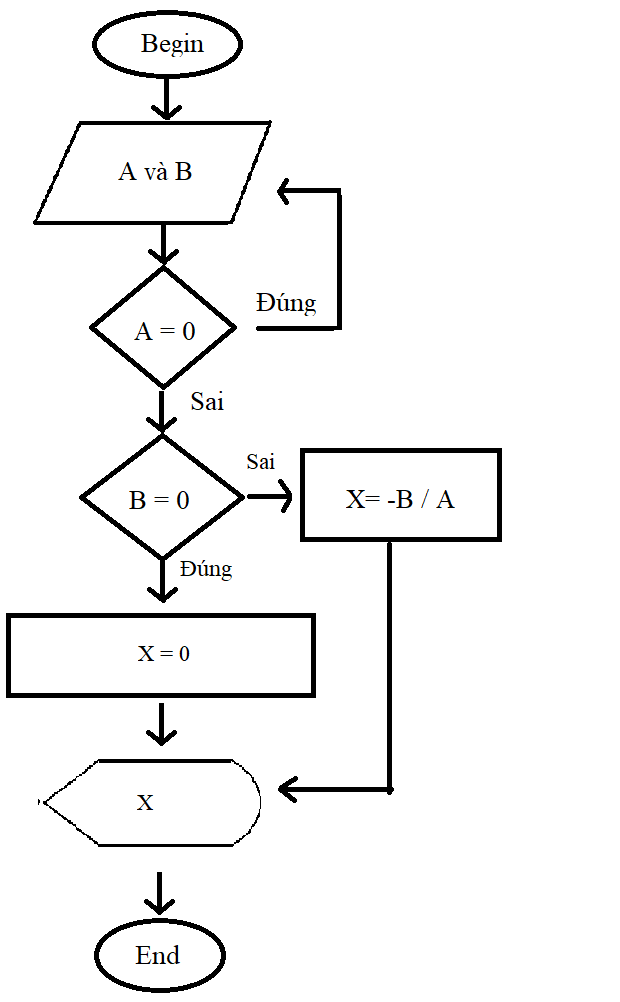 Begin
A và B
A = 0
Đúng
Sai
B = 0
Sai
X= -B / A
Đúng
X = 0
X
End